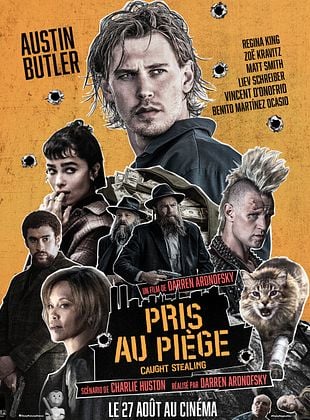 AUSTIN
BUTLER
REGINA KING
ZOË KRAVITZ
MATT SMITH
LIEV SCHREIBER
VINCENT D'ONOFRIO
BENITO MARTÍNEZ OCASIO
UN FILM DE DARREN ARONOFSKY
PRIS
AU PIÈGE
CAUGHT STEALING
SCÉNARIO DE CHARLIE HUSTON RÉALISÉ PAR DARREN ARONOFSKY
LE 27 AOÛT AU CINÉMA